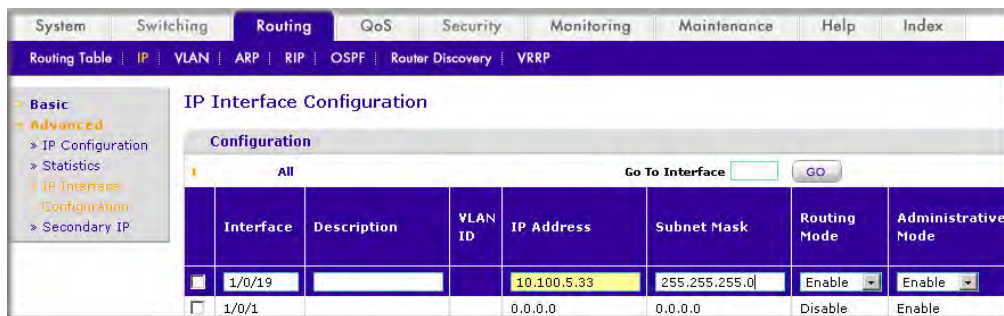 System Switching Routing QoS Security Monitoring Maintenance Help Index
Routing Table IP VLAN ARP RIP OSPF Router Discovery VRRP
Basic
Advanced
» IP Configuration
» Statistics
» IP Interface
Configuration
» Secondary IP
IP Interface Configuration
Configuration
1 All Go To Interface GO
Interface Description VLAN ID IP Address Subnet Mask Routing Mode Administrative Mode
1/0/19 10.100.5.33 255.255.255.0 Enable Enable
1/0/1 0.0.0.0 0.0.0.0 Disable Enable